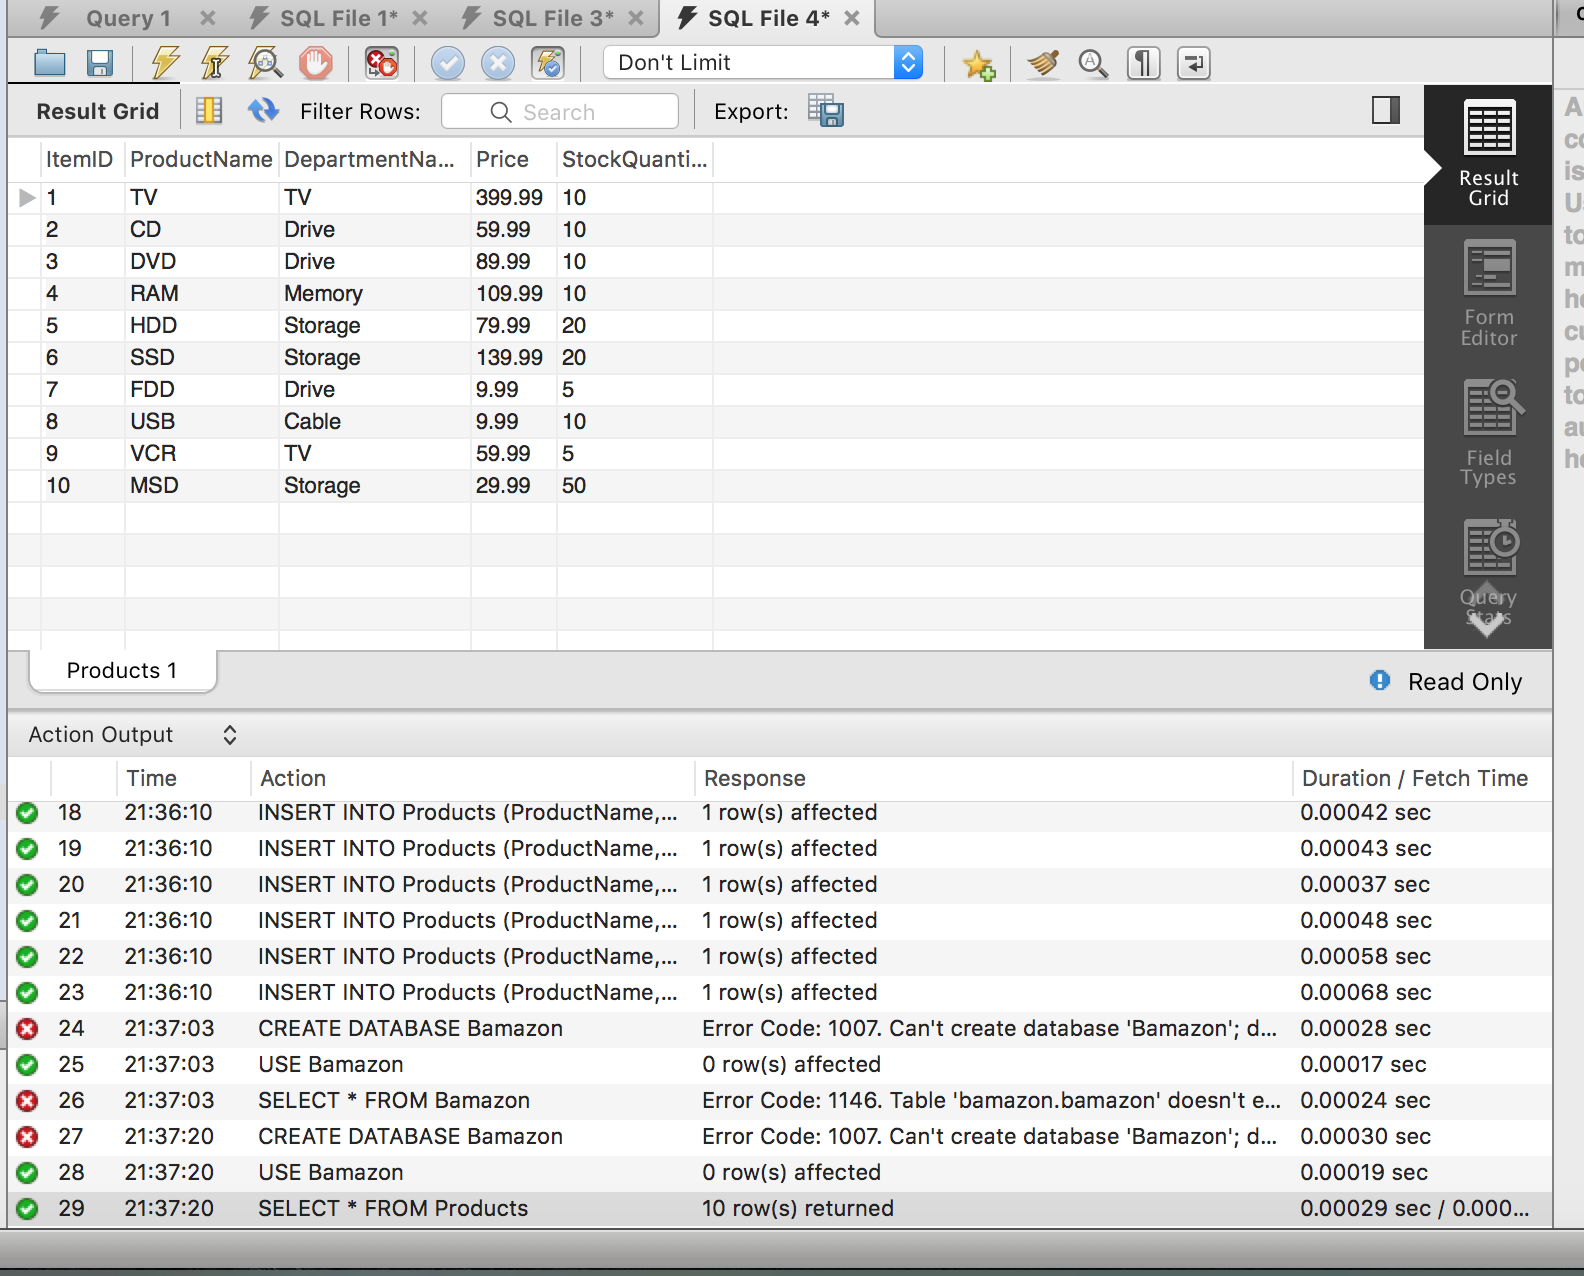 Query 1 SQL File 1* SQL File 3* SQL File 4*
Don't Limit
Result Grid Filter Rows: Search Export:
ItemID ProductName DepartmentNa... Price StockQuanti...
1 TV TV 399.99 10
2 CD Drive 59.99 10
3 DVD Drive 89.99 10
4 RAM Memory 109.99 10
5 HDD Storage 79.99 20
6 SSD Storage 139.99 20
7 FDD Drive 9.99 5
8 USB Cable 9.99 10
9 VCR TV 59.99 5
10 MSD Storage 29.99 50
Result
Grid
Form
Editor
Field
Types
Query
Stats
Products 1
Read Only
Action Output
Time Action Response Duration / Fetch Time
18 21:36:10 INSERT INTO Products (ProductName,... 1 row(s) affected 0.00042 sec
19 21:36:10 INSERT INTO Products (ProductName,... 1 row(s) affected 0.00043 sec
20 21:36:10 INSERT INTO Products (ProductName,... 1 row(s) affected 0.00037 sec
21 21:36:10 INSERT INTO Products (ProductName,... 1 row(s) affected 0.00048 sec
22 21:36:10 INSERT INTO Products (ProductName,... 1 row(s) affected 0.00058 sec
23 21:36:10 INSERT INTO Products (ProductName,... 1 row(s) affected 0.00068 sec
24 21:37:03 CREATE DATABASE Bamazon Error Code: 1007. Can't create database 'Bamazon'; d... 0.00028 sec
25 21:37:03 USE Bamazon 0 row(s) affected 0.00017 sec
26 21:37:03 SELECT * FROM Bamazon Error Code: 1146. Table 'bamazon.bamazon' doesn't e... 0.00024 sec
27 21:37:20 CREATE DATABASE Bamazon Error Code: 1007. Can't create database 'Bamazon'; d... 0.00030 sec
28 21:37:20 USE Bamazon 0 row(s) affected 0.00019 sec
29 21:37:20 SELECT * FROM Products 10 row(s) returned 0.00029 sec / 0.000...